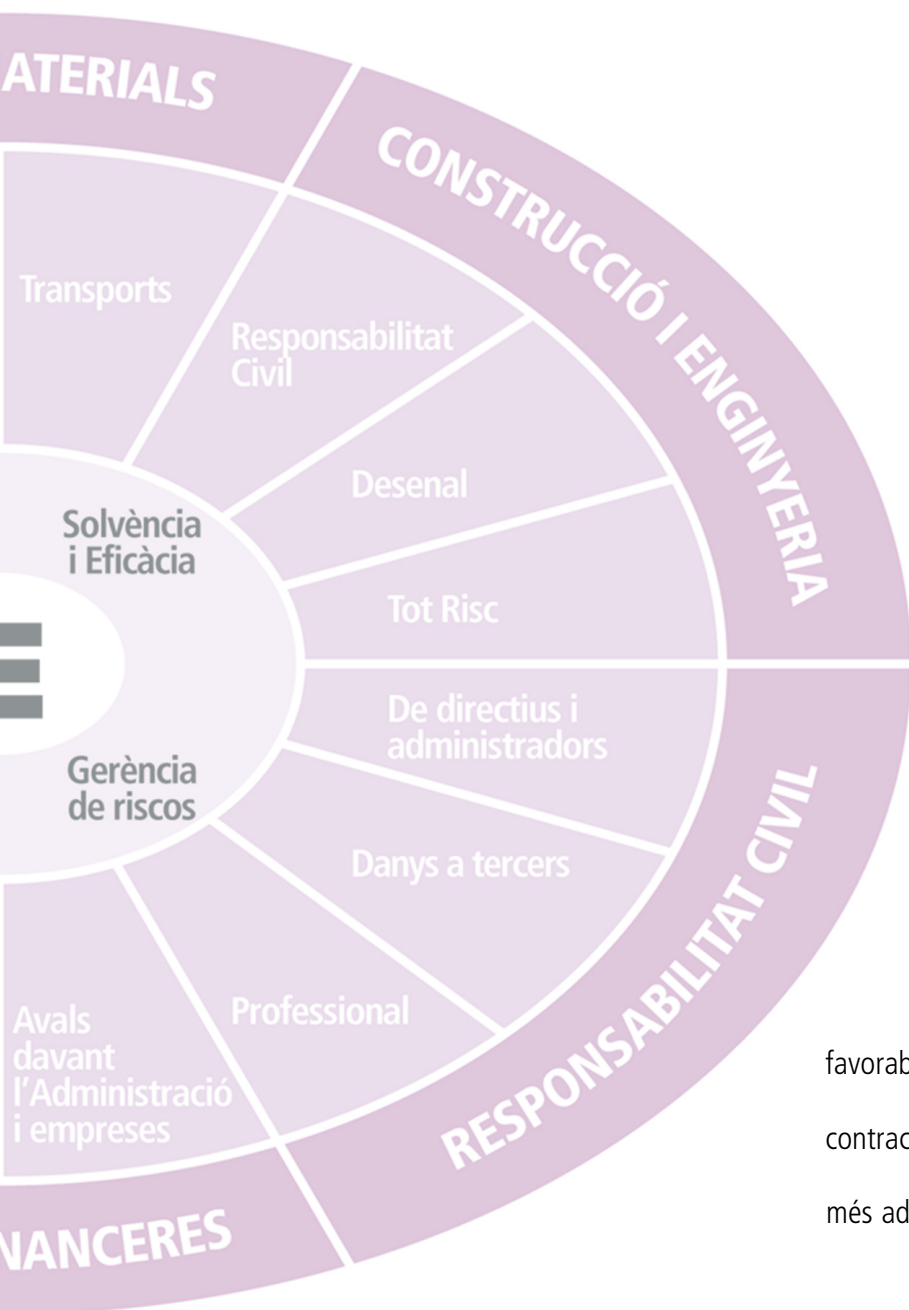 ATERIALS
CONSTRUCCIÓ I ENGINYERIA
Transports
Responsabilitat
Civil
Desenal
Solvència
i Eficàcia
Tot Risc
E
De directius i
administradors
Gerència
de riscos
RESPONSABILITAT CIVIL
Danys a tercers
Professional
Avals
davant
l'Administració
i empreses
NANCERES
favorab
contrac
més ad